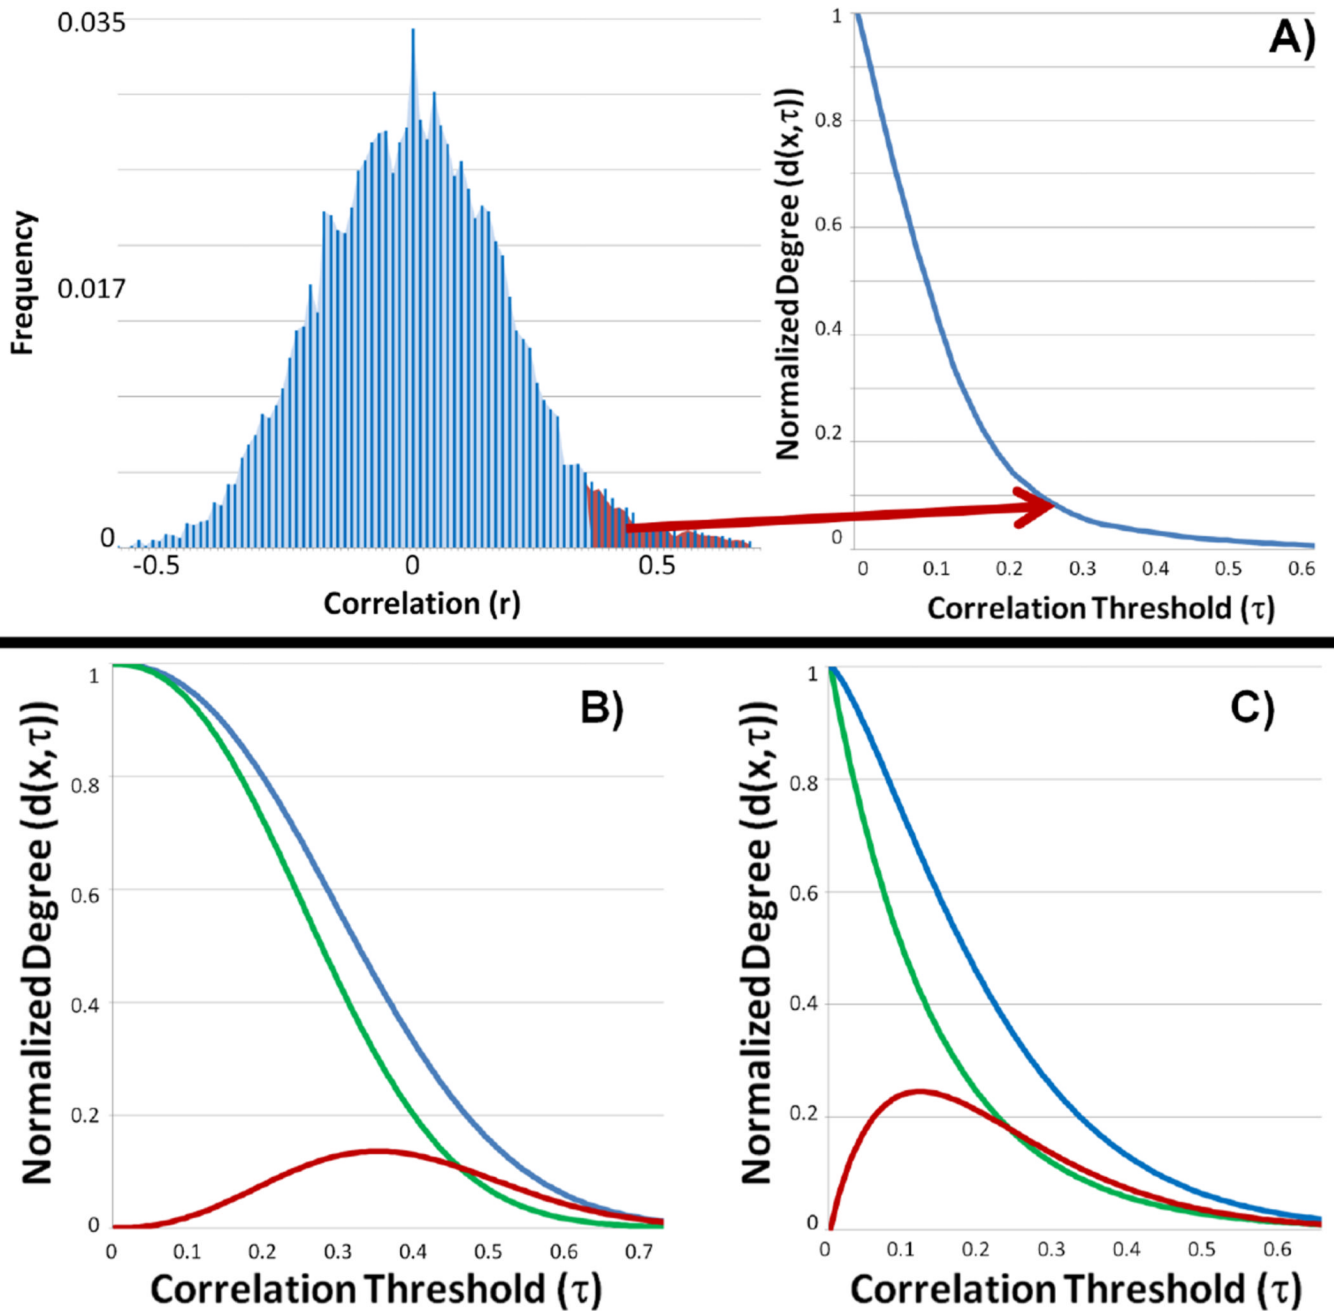 0.035
0.017
0
Frequency
-0.5 0 0.5
Correlation (r)
A)
1
0.8
0.6
0.4
0.2
0
Normalized Degree (d(x,τ))
0 0.1 0.2 0.3 0.4 0.5 0.6
Correlation Threshold (τ)
B)
1
0.8
0.6
0.4
0.2
0
Normalized Degree (d(x,τ))
0 0.1 0.2 0.3 0.4 0.5 0.6 0.7
Correlation Threshold (τ)
C)
1
0.8
0.6
0.4
0.2
0
Normalized Degree (d(x,τ))
0 0.1 0.2 0.3 0.4 0.5 0.6
Correlation Threshold (τ)